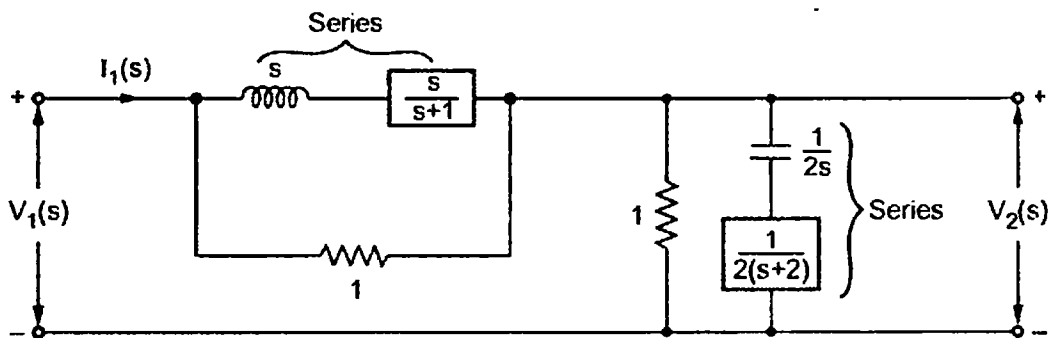 Series
I₁(s)
s
s
s+1
+
+
1
2s
V₁(s)
1
Series
V₂(s)
1
2(s+2)
1
–
–